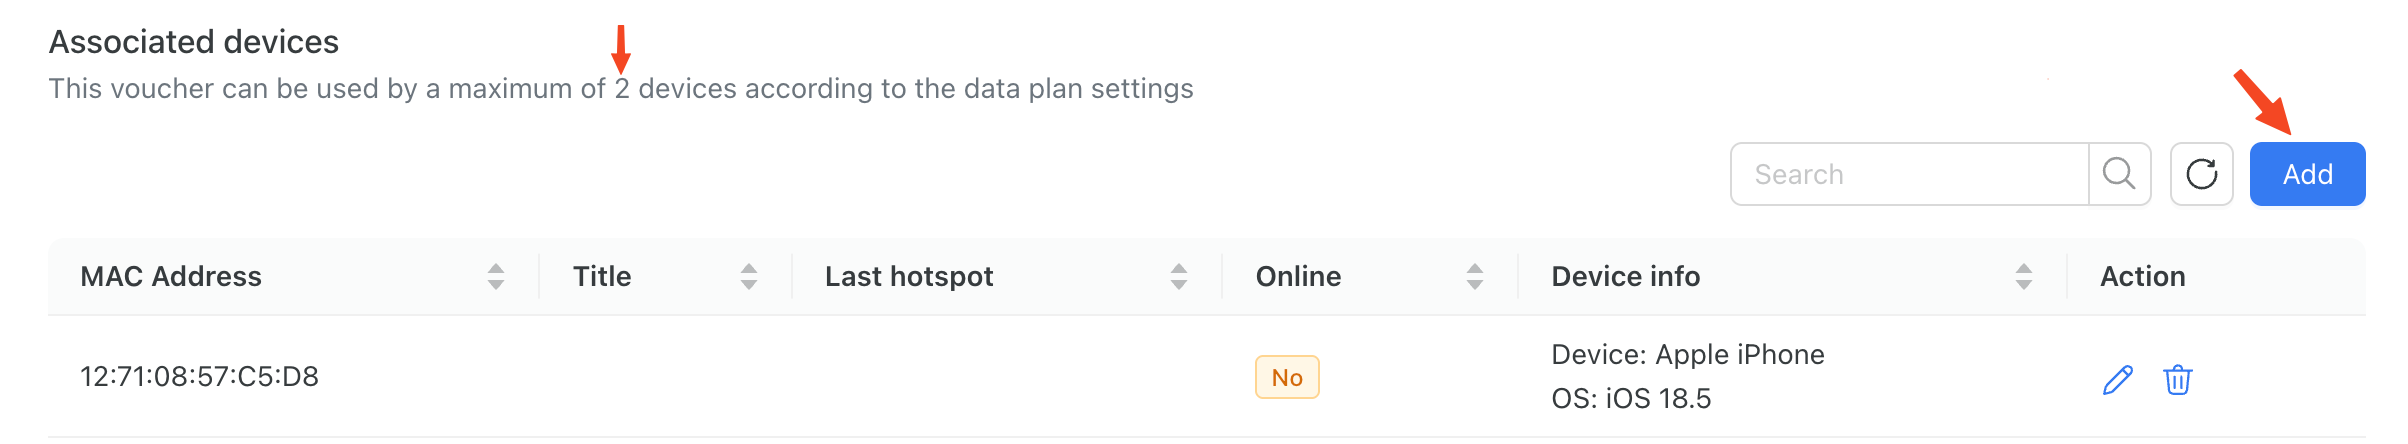 Associated devices
This voucher can be used by a maximum of 2 devices according to the data plan settings
Search
Add
MAC Address Title Last hotspot Online Device info Action
12:71:08:57:C5:D8 No Device: Apple iPhone
OS: iOS 18.5